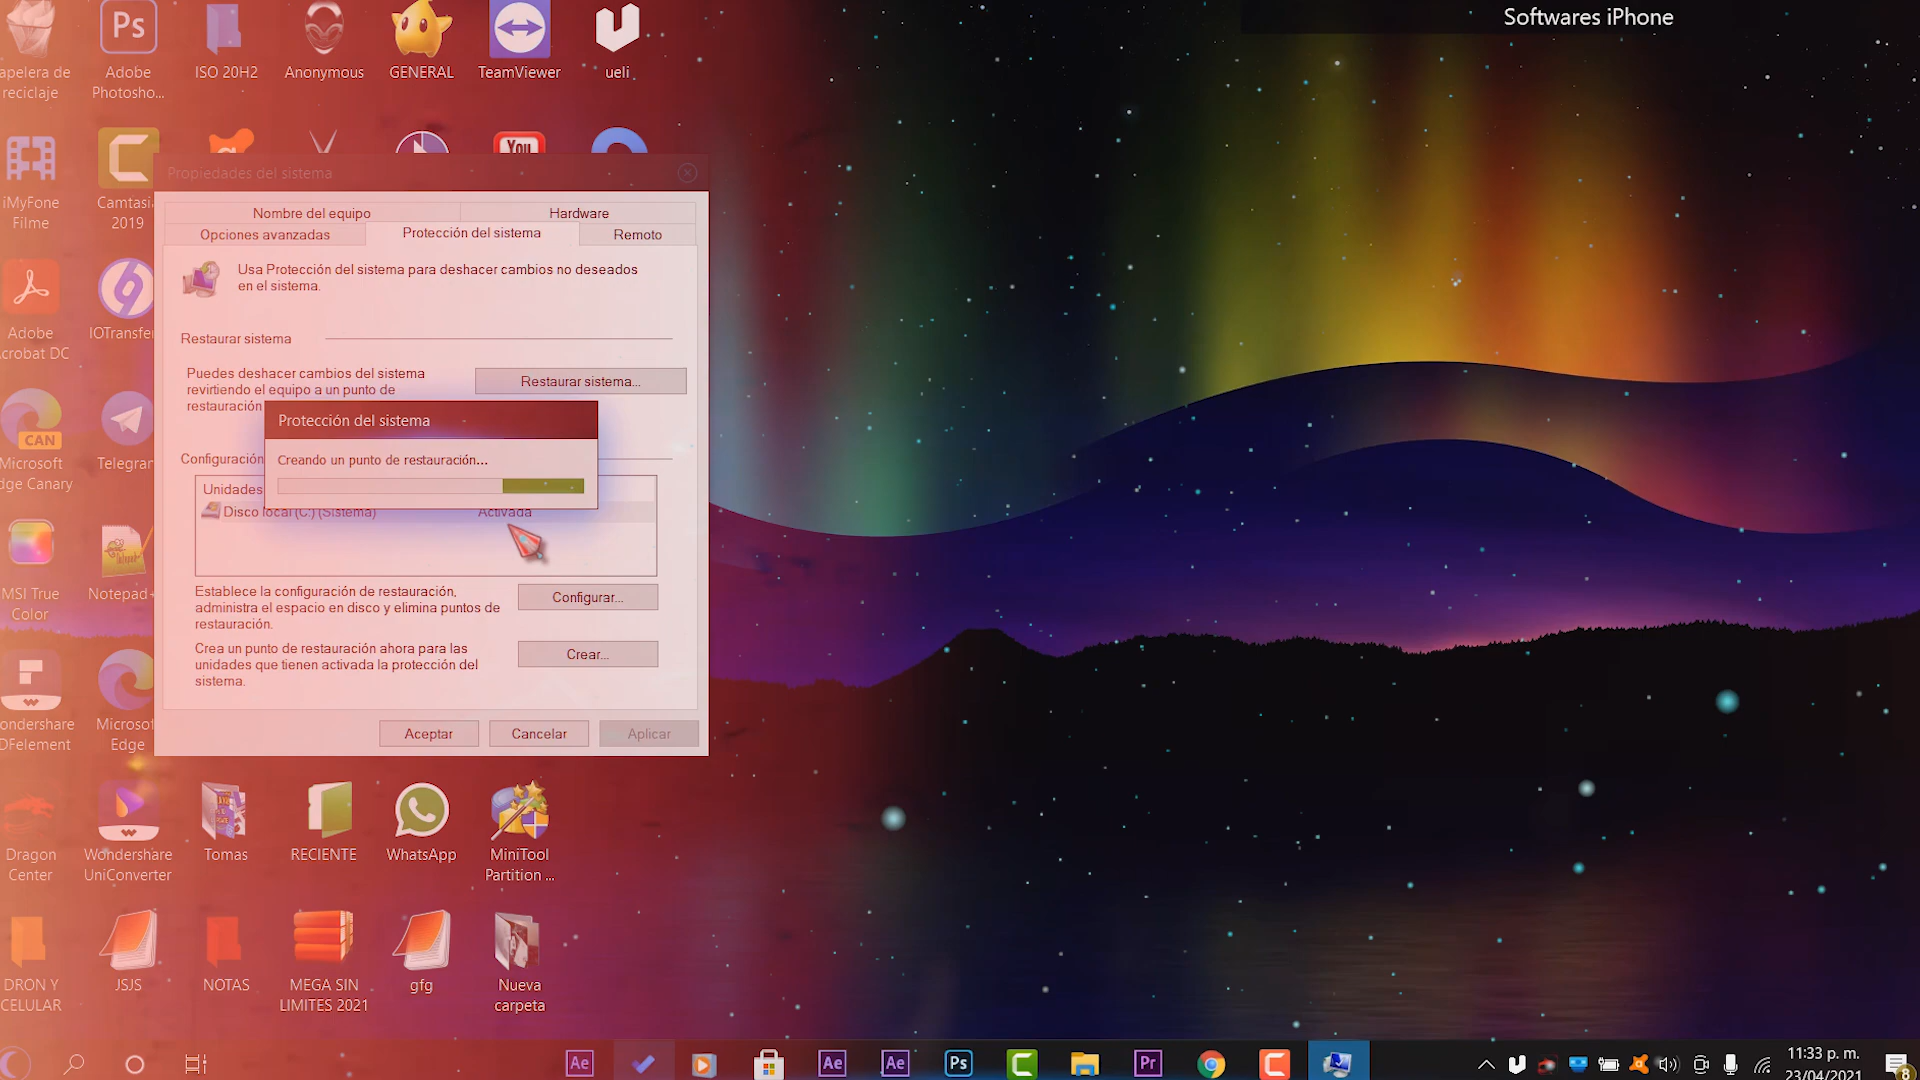 Softwares iPhone
apelera de
reciclaje
Adobe
Photosho...
ISO 20H2
Anonymous
GENERAL
TeamViewer
ueli
iMyFone
Filme
Camtasia
2019
You
Propiedades del sistema
Nombre del equipo
Hardware
Opciones avanzadas
Protección del sistema
Remoto
Usa Protección del sistema para deshacer cambios no deseados
en el sistema.
Restaurar sistema
Puedes deshacer cambios del sistema
revirtiendo el equipo a un punto de
restauración
Restaurar sistema...
Protección del sistema
Creando un punto de restauración...
Configuración
Unidades
Disco local (C:) (Sistema)
Activada
Establece la configuración de restauración,
administra el espacio en disco y elimina puntos de
restauración.
Configurar...
Crea un punto de restauración ahora para las
unidades que tienen activada la protección del
sistema.
Crear...
Aceptar
Cancelar
Aplicar
Adobe
crobat DC
IOTransfer
CAN
Microsoft
dge Canary
Telegram
MSI True
Color
Notepad+
ondershare
DFelement
Microsof
Edge
Dragon
Center
Wondershare
UniConverter
Tomas
RECIENTE
WhatsApp
MiniTool
Partition ...
DRON Y
CELULAR
JSJS
NOTAS
MEGA SIN
LIMITES 2021
gfg
Nueva
carpeta
11:33 p. m.
23/04/2021
8